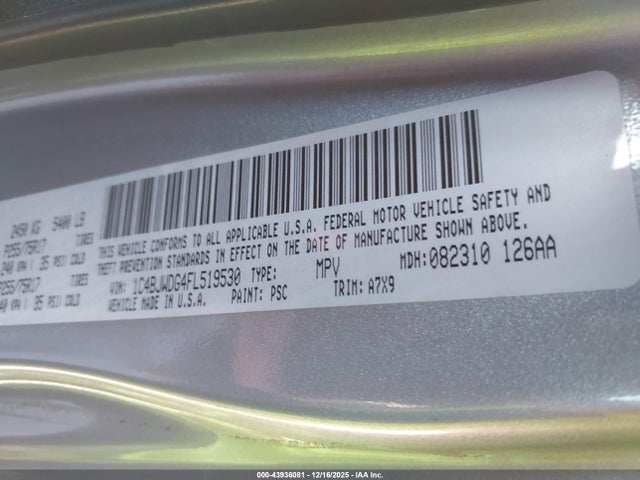 2450 KG 5400 LB
P255/75R17 TIRES
240 KPA / 35 PSI COLD
P255/75R17 TIRES
240 KPA / 35 PSI COLD
THIS VEHICLE CONFORMS TO ALL APPLICABLE U.S.A. FEDERAL MOTOR VEHICLE SAFETY AND
THEFT PREVENTION STANDARDS IN EFFECT ON THE DATE OF MANUFACTURE SHOWN ABOVE.
VIN: 1C4BJWDG4FL519530 TYPE: MPV MDH:082310 126AA
VEHICLE MADE IN U.S.A. PAINT: PSC TRIM: A7X9
000-43936081 - 12/16/2025 - IAA Inc.